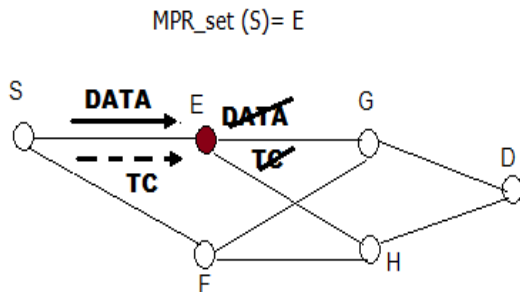 MPR_set (S)= E
S
DATA
E
DATA
G
TC
TC
D
F
H